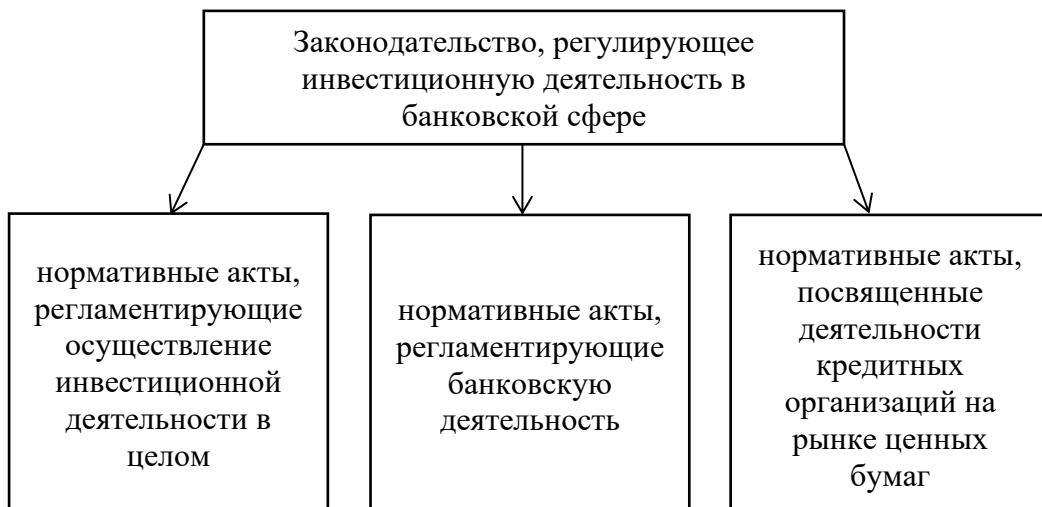 Законодательство, регулирующее
инвестиционную деятельность в
банковской сфере
нормативные акты,
регламентирующие
осуществление
инвестиционной
деятельности в
целом
нормативные акты,
регламентирующие
банковскую
деятельность
нормативные акты,
посвященные
деятельности
кредитных
организаций на
рынке ценных
бумаг